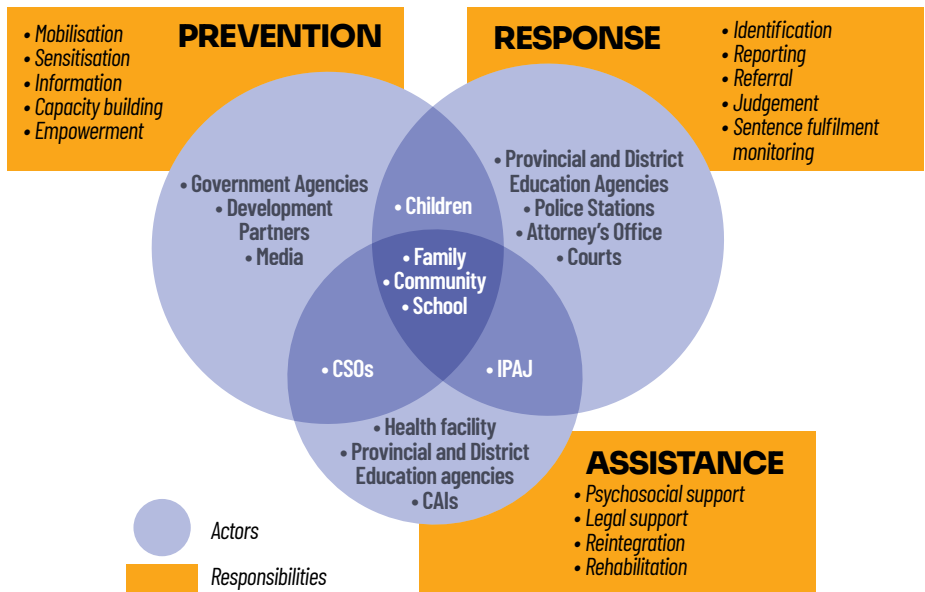 PREVENTION
• Mobilisation
• Sensitisation
• Information
• Capacity building
• Empowerment
RESPONSE
• Identification
• Reporting
• Referral
• Judgement
• Sentence fulfilment
monitoring
• Government Agencies
• Development
Partners
• Media
• Children
• Provincial and District
Education Agencies
• Police Stations
• Attorney's Office
• Courts
• Family
• Community
• School
• CSOs
• IPAJ
• Health facility
• Provincial and District
Education agencies
• CAIs
ASSISTANCE
• Psychosocial support
• Legal support
• Reintegration
• Rehabilitation
Actors
Responsibilities